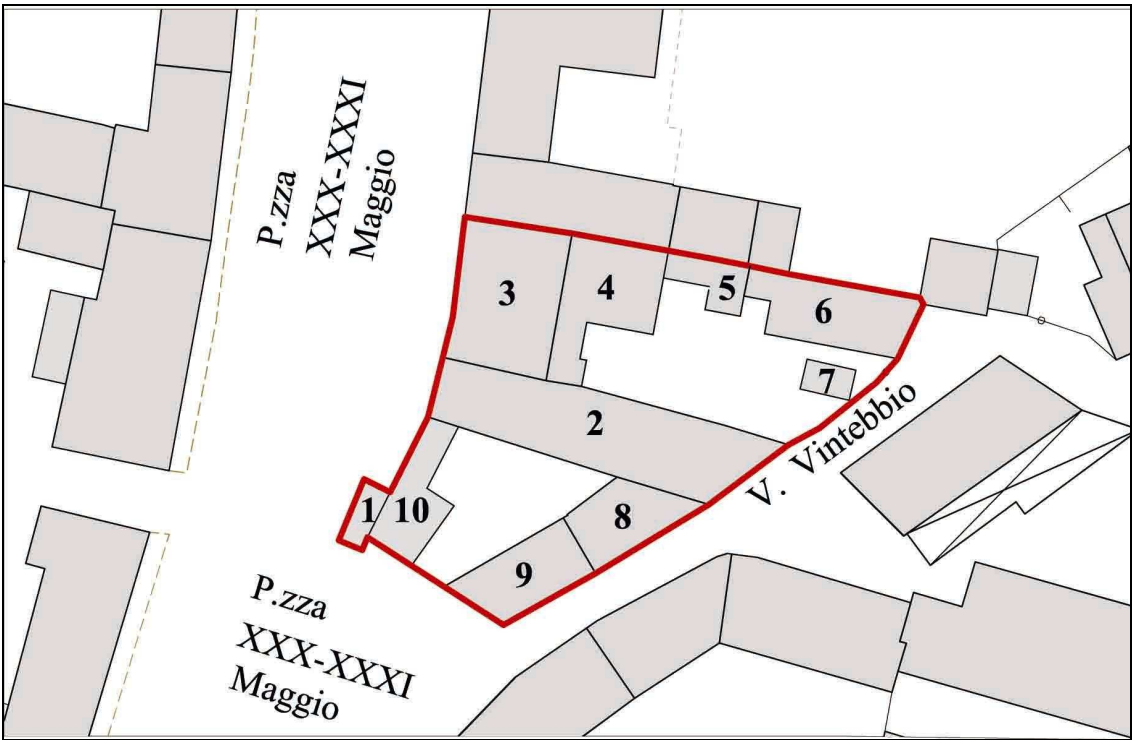 P.zza
XXX-XXXI
Maggio
3
4
5
6
7
2
V. Vintebbio
1
10
8
9
P.zza
XXX-XXXI
Maggio